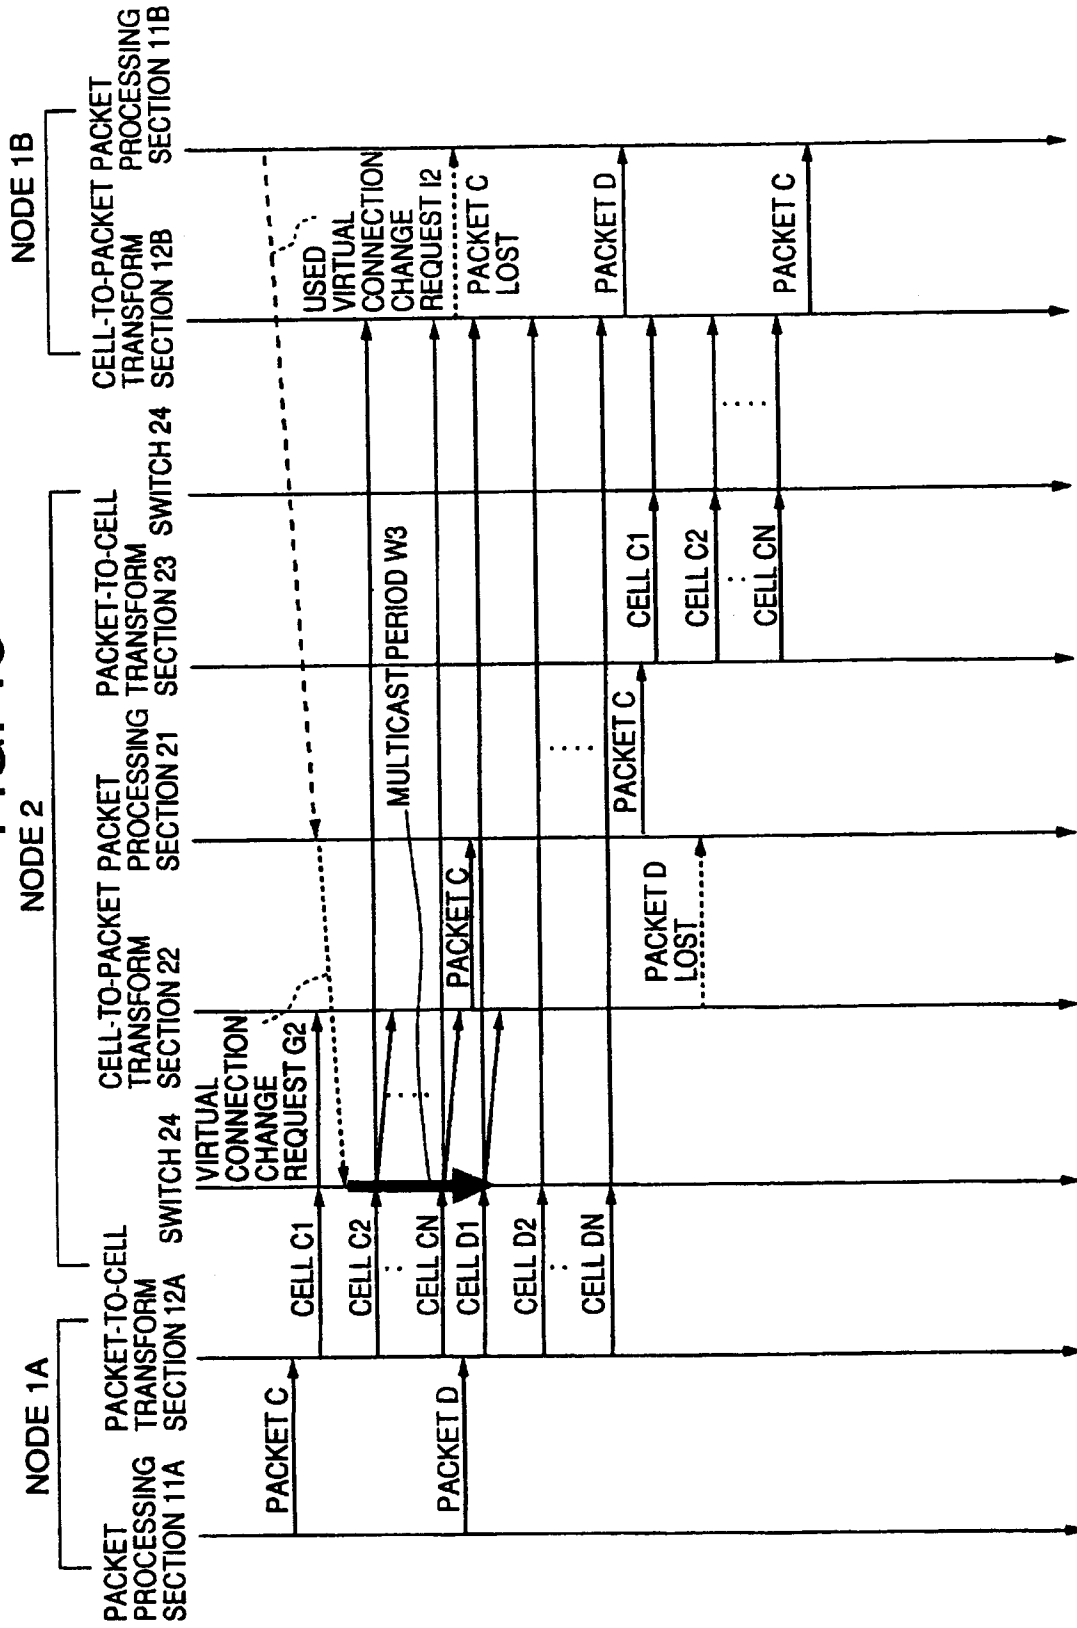 NODE 1A
NODE 2
NODE 1B
PACKET
PROCESSING
SECTION 11A
PACKET-TO-CELL
TRANSFORM
SECTION 12A
SWITCH 24
CELL-TO-PACKET
TRANSFORM
SECTION 22
PACKET
PROCESSING
SECTION 21
PACKET-TO-CELL
TRANSFORM
SECTION 23
SWITCH 24
CELL-TO-PACKET
TRANSFORM
SECTION 12B
PACKET
PROCESSING
SECTION 11B
PACKET C
PACKET D
CELL C1
CELL C2
CELL CN
CELL D1
CELL D2
CELL DN
VIRTUAL
CONNECTION
CHANGE
REQUEST G2
MULTICAST PERIOD W3
PACKET C
PACKET D
LOST
PACKET C
CELL C1
CELL C2
CELL CN
USED
VIRTUAL
CONNECTION
CHANGE
REQUEST I2
PACKET C
LOST
PACKET D
PACKET C